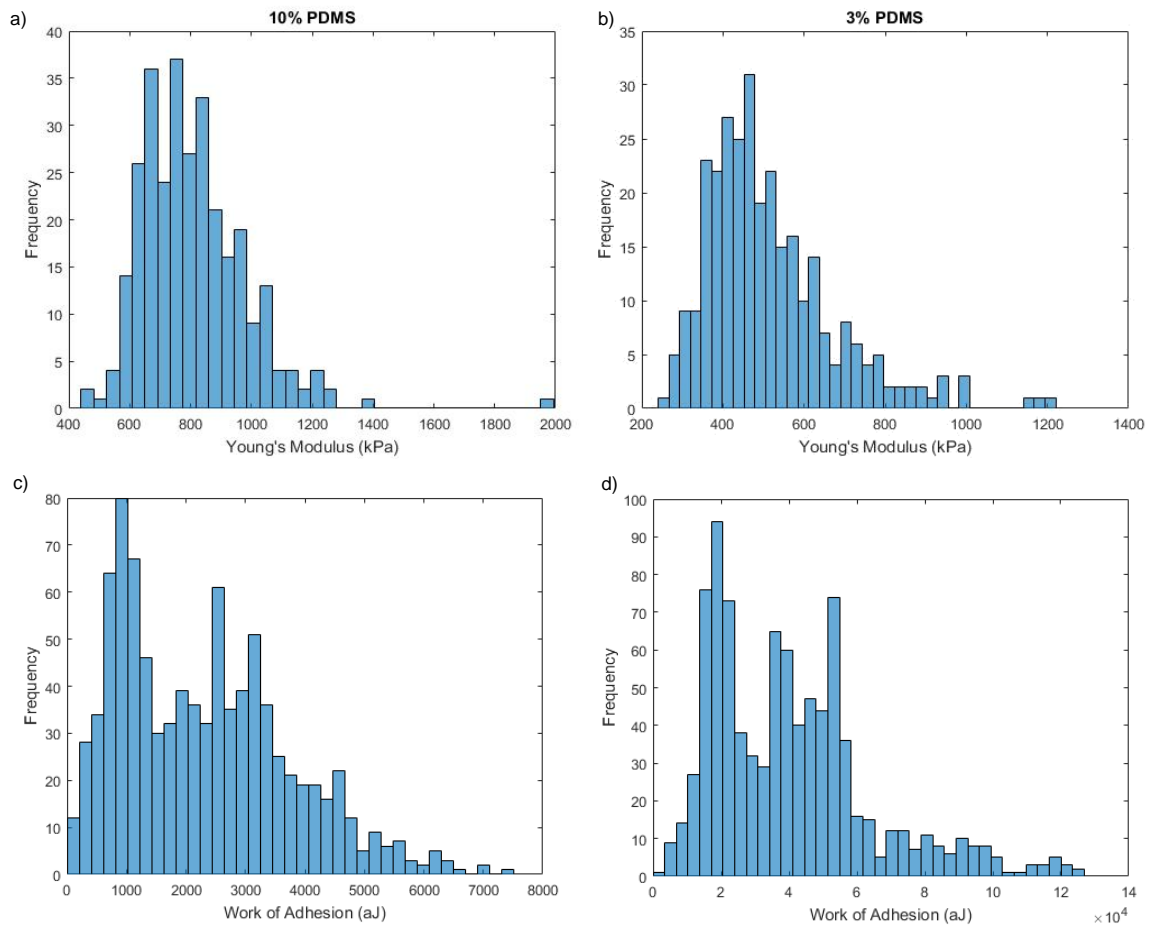 a)
10% PDMS
40
35
30
25
20
15
10
5
0
Frequency
400 600 800 1000 1200 1400 1600 1800 2000
Young's Modulus (kPa)
b)
3% PDMS
35
30
25
20
15
10
5
0
Frequency
200 400 600 800 1000 1200 1400
Young's Modulus (kPa)
c)
80
70
60
50
40
30
20
10
0
Frequency
0 1000 2000 3000 4000 5000 6000 7000 8000
Work of Adhesion (aJ)
d)
100
90
80
70
60
50
40
30
20
10
0
Frequency
0 2 4 6 8 10 12 14
Work of Adhesion (aJ)
×10⁴